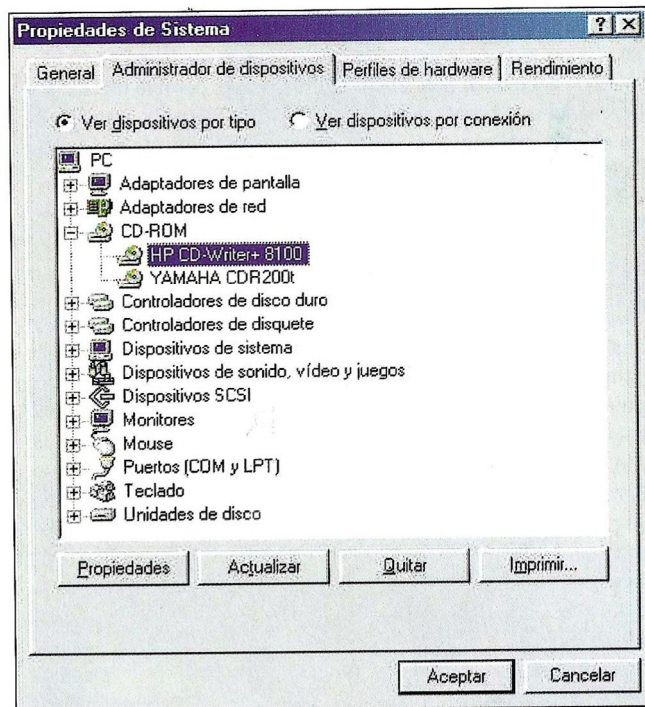 Propiedades de Sistema
General Administrador de dispositivos Perfiles de hardware Rendimiento
Ver dispositivos por tipo Ver dispositivos por conexión
PC
Adaptadores de pantalla
Adaptadores de red
CD-ROM
HP CD-Writer+ 8100
YAMAHA CDR200t
Controladores de disco duro
Controladores de disquete
Dispositivos de sistema
Dispositivos de sonido, vídeo y juegos
Dispositivos SCSI
Monitores
Mouse
Puertos (COM y LPT)
Teclado
Unidades de disco
Propiedades Actualizar Quitar Imprimir...
Aceptar Cancelar